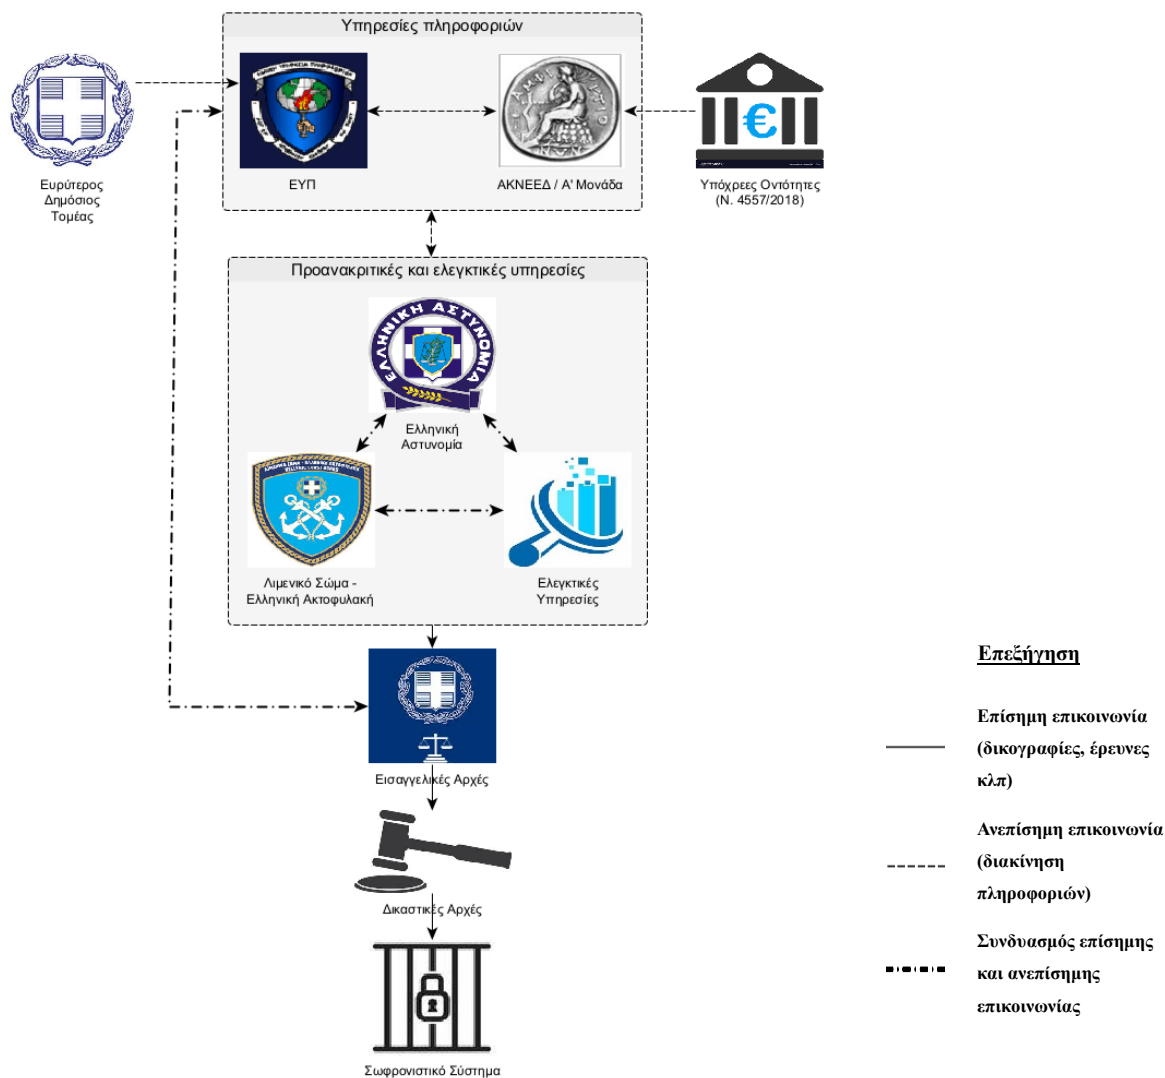 Υπηρεσίες πληροφοριών
ΕΥΠ
ΑΚΝΕΕΔ / Α' Μονάδα
Ευρύτερος
Δημόσιος
Τομέας
Υπόχρεες Οντότητες
(Ν. 4557/2018)
Προανακριτικές και ελεγκτικές υπηρεσίες
ΕΛΛΗΝΙΚΗ ΑΣΤΥΝΟΜΙΑ
Ελληνική
Αστυνομία
Λιμενικό Σώμα -
Ελληνική Ακτοφυλακή
Ελεγκτικές
Υπηρεσίες
Εισαγγελικές Αρχές
Δικαστικές Αρχές
Σωφρονιστικό Σύστημα
Επεξήγηση
Επίσημη επικοινωνία
(δικογραφίες, έρευνες
κλπ)
Ανεπίσημη επικοινωνία
(διακίνηση
πληροφοριών)
Συνδυασμός επίσημης
και ανεπίσημης
επικοινωνίας